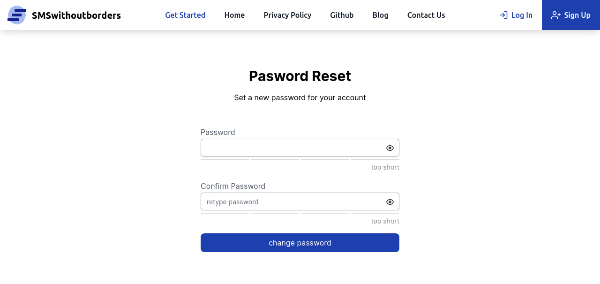 SMSwithoutborders Get Started Home Privacy Policy Github Blog Contact Us Log In Sign Up
Pasword Reset
Set a new password for your account
Password
too short
Confirm Password
retype password
too short
change password